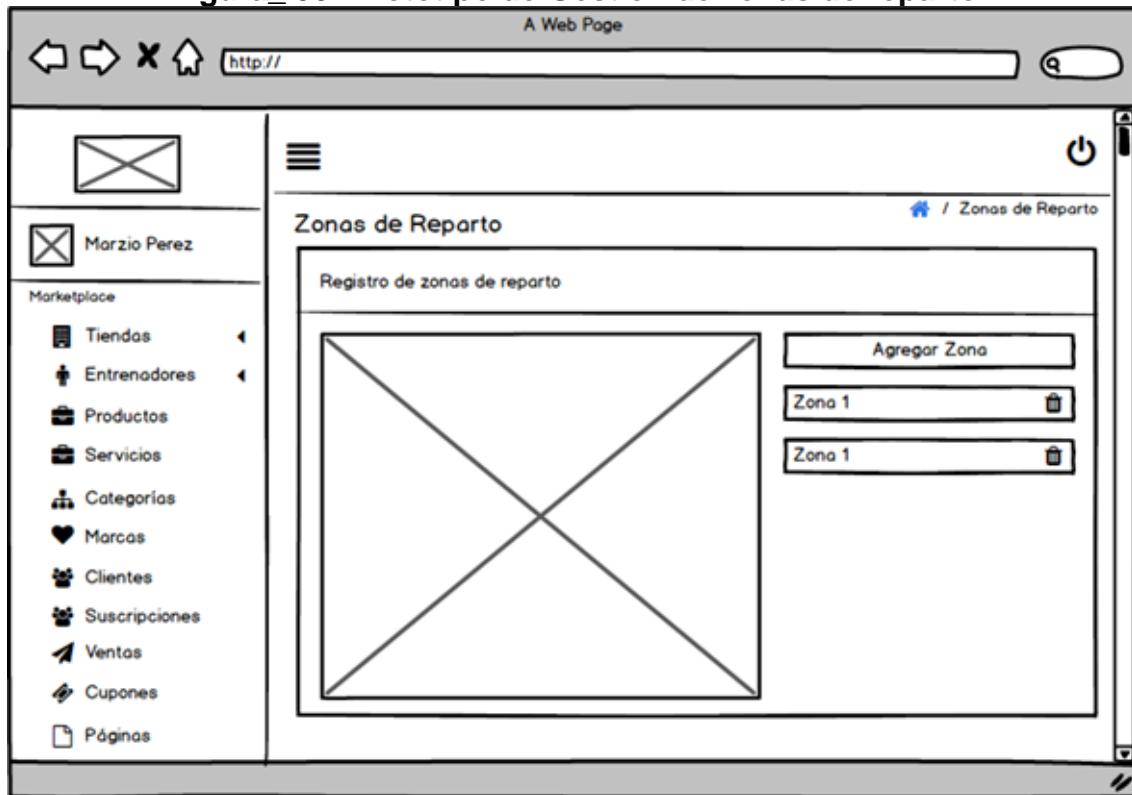 A Web Page
http://
Marzio Perez
Marketplace
Tiendas
Entrenadores
Productos
Servicios
Categorías
Marcas
Clientes
Suscripciones
Ventas
Cupones
Páginas
/ Zonas de Reparto
Zonas de Reparto
Registro de zonas de reparto
Agregar Zona
Zona 1
Zona 1